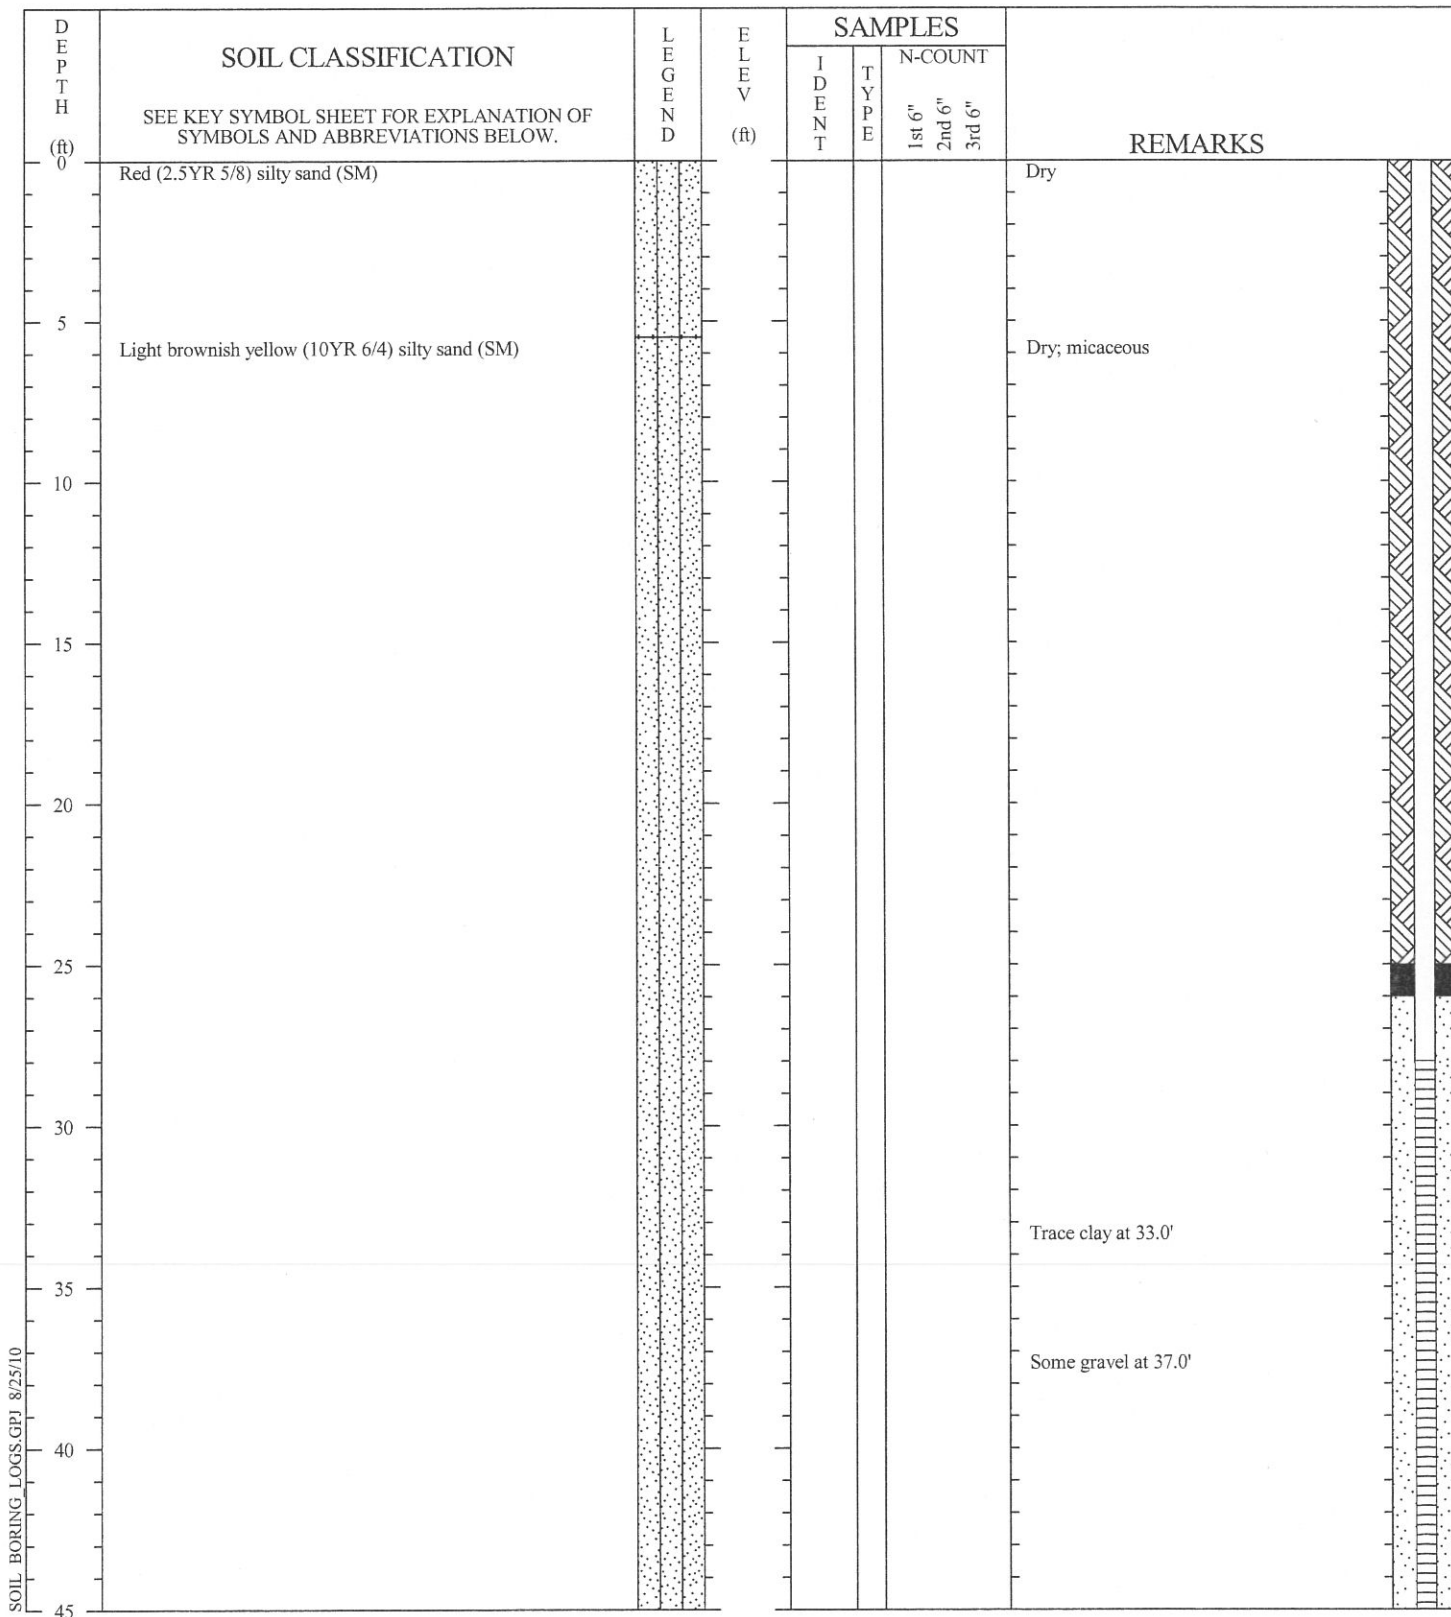 DEPTH
(ft)
SOIL CLASSIFICATION
SEE KEY SYMBOL SHEET FOR EXPLANATION OF
SYMBOLS AND ABBREVIATIONS BELOW.
LEGEND
ELEV
(ft)
SAMPLES
IDENT
TYPE
N-COUNT
1st 6"
2nd 6"
3rd 6"
REMARKS
0
Red (2.5YR 5/8) silty sand (SM)
Dry
5
Light brownish yellow (10YR 6/4) silty sand (SM)
Dry; micaceous
10
15
20
25
30
Trace clay at 33.0'
35
Some gravel at 37.0'
40
45
SOIL BORING_LOGS.GPJ 8/25/10